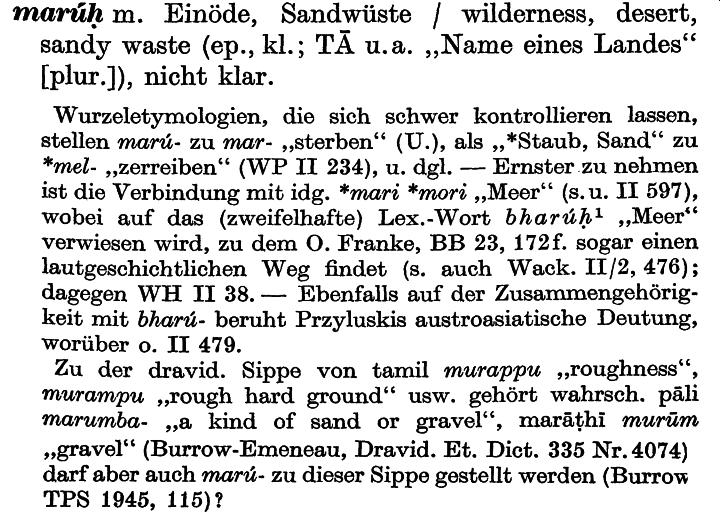 marúḥ m. Einöde, Sandwüste / wilderness, desert,
sandy waste (ep., kl.; TĀ u. a. „Name eines Landes“
[plur.]), nicht klar.
Wurzeletymologien, die sich schwer kontrollieren lassen,
stellen marú- zu mar- „sterben“ (U.), als „*Staub, Sand“ zu
*mel- „zerreiben“ (WP II 234), u. dgl. — Ernster zu nehmen
ist die Verbindung mit idg. *mari *mori „Meer“ (s. u. II 597),
wobei auf das (zweifelhafte) Lex.-Wort bharúḥ¹ „Meer“
verwiesen wird, zu dem O. Franke, BB 23, 172f. sogar einen
lautgeschichtlichen Weg findet (s. auch Wack. II/2, 476);
dagegen WH II 38. — Ebenfalls auf der Zusammengehörig-
keit mit bharú- beruht Przyluskis austroasiatische Deutung,
worüber o. II 479.
Zu der dravid. Sippe von tamil murappu „roughness“,
murampu „rough hard ground“ usw. gehört wahrsch. pāli
marumba- „a kind of sand or gravel“, marāṭhī murūm
„gravel“ (Burrow-Emeneau, Dravid. Et. Dict. 335 Nr. 4074)
darf aber auch marú- zu dieser Sippe gestellt werden (Burrow
TPS 1945, 115)?